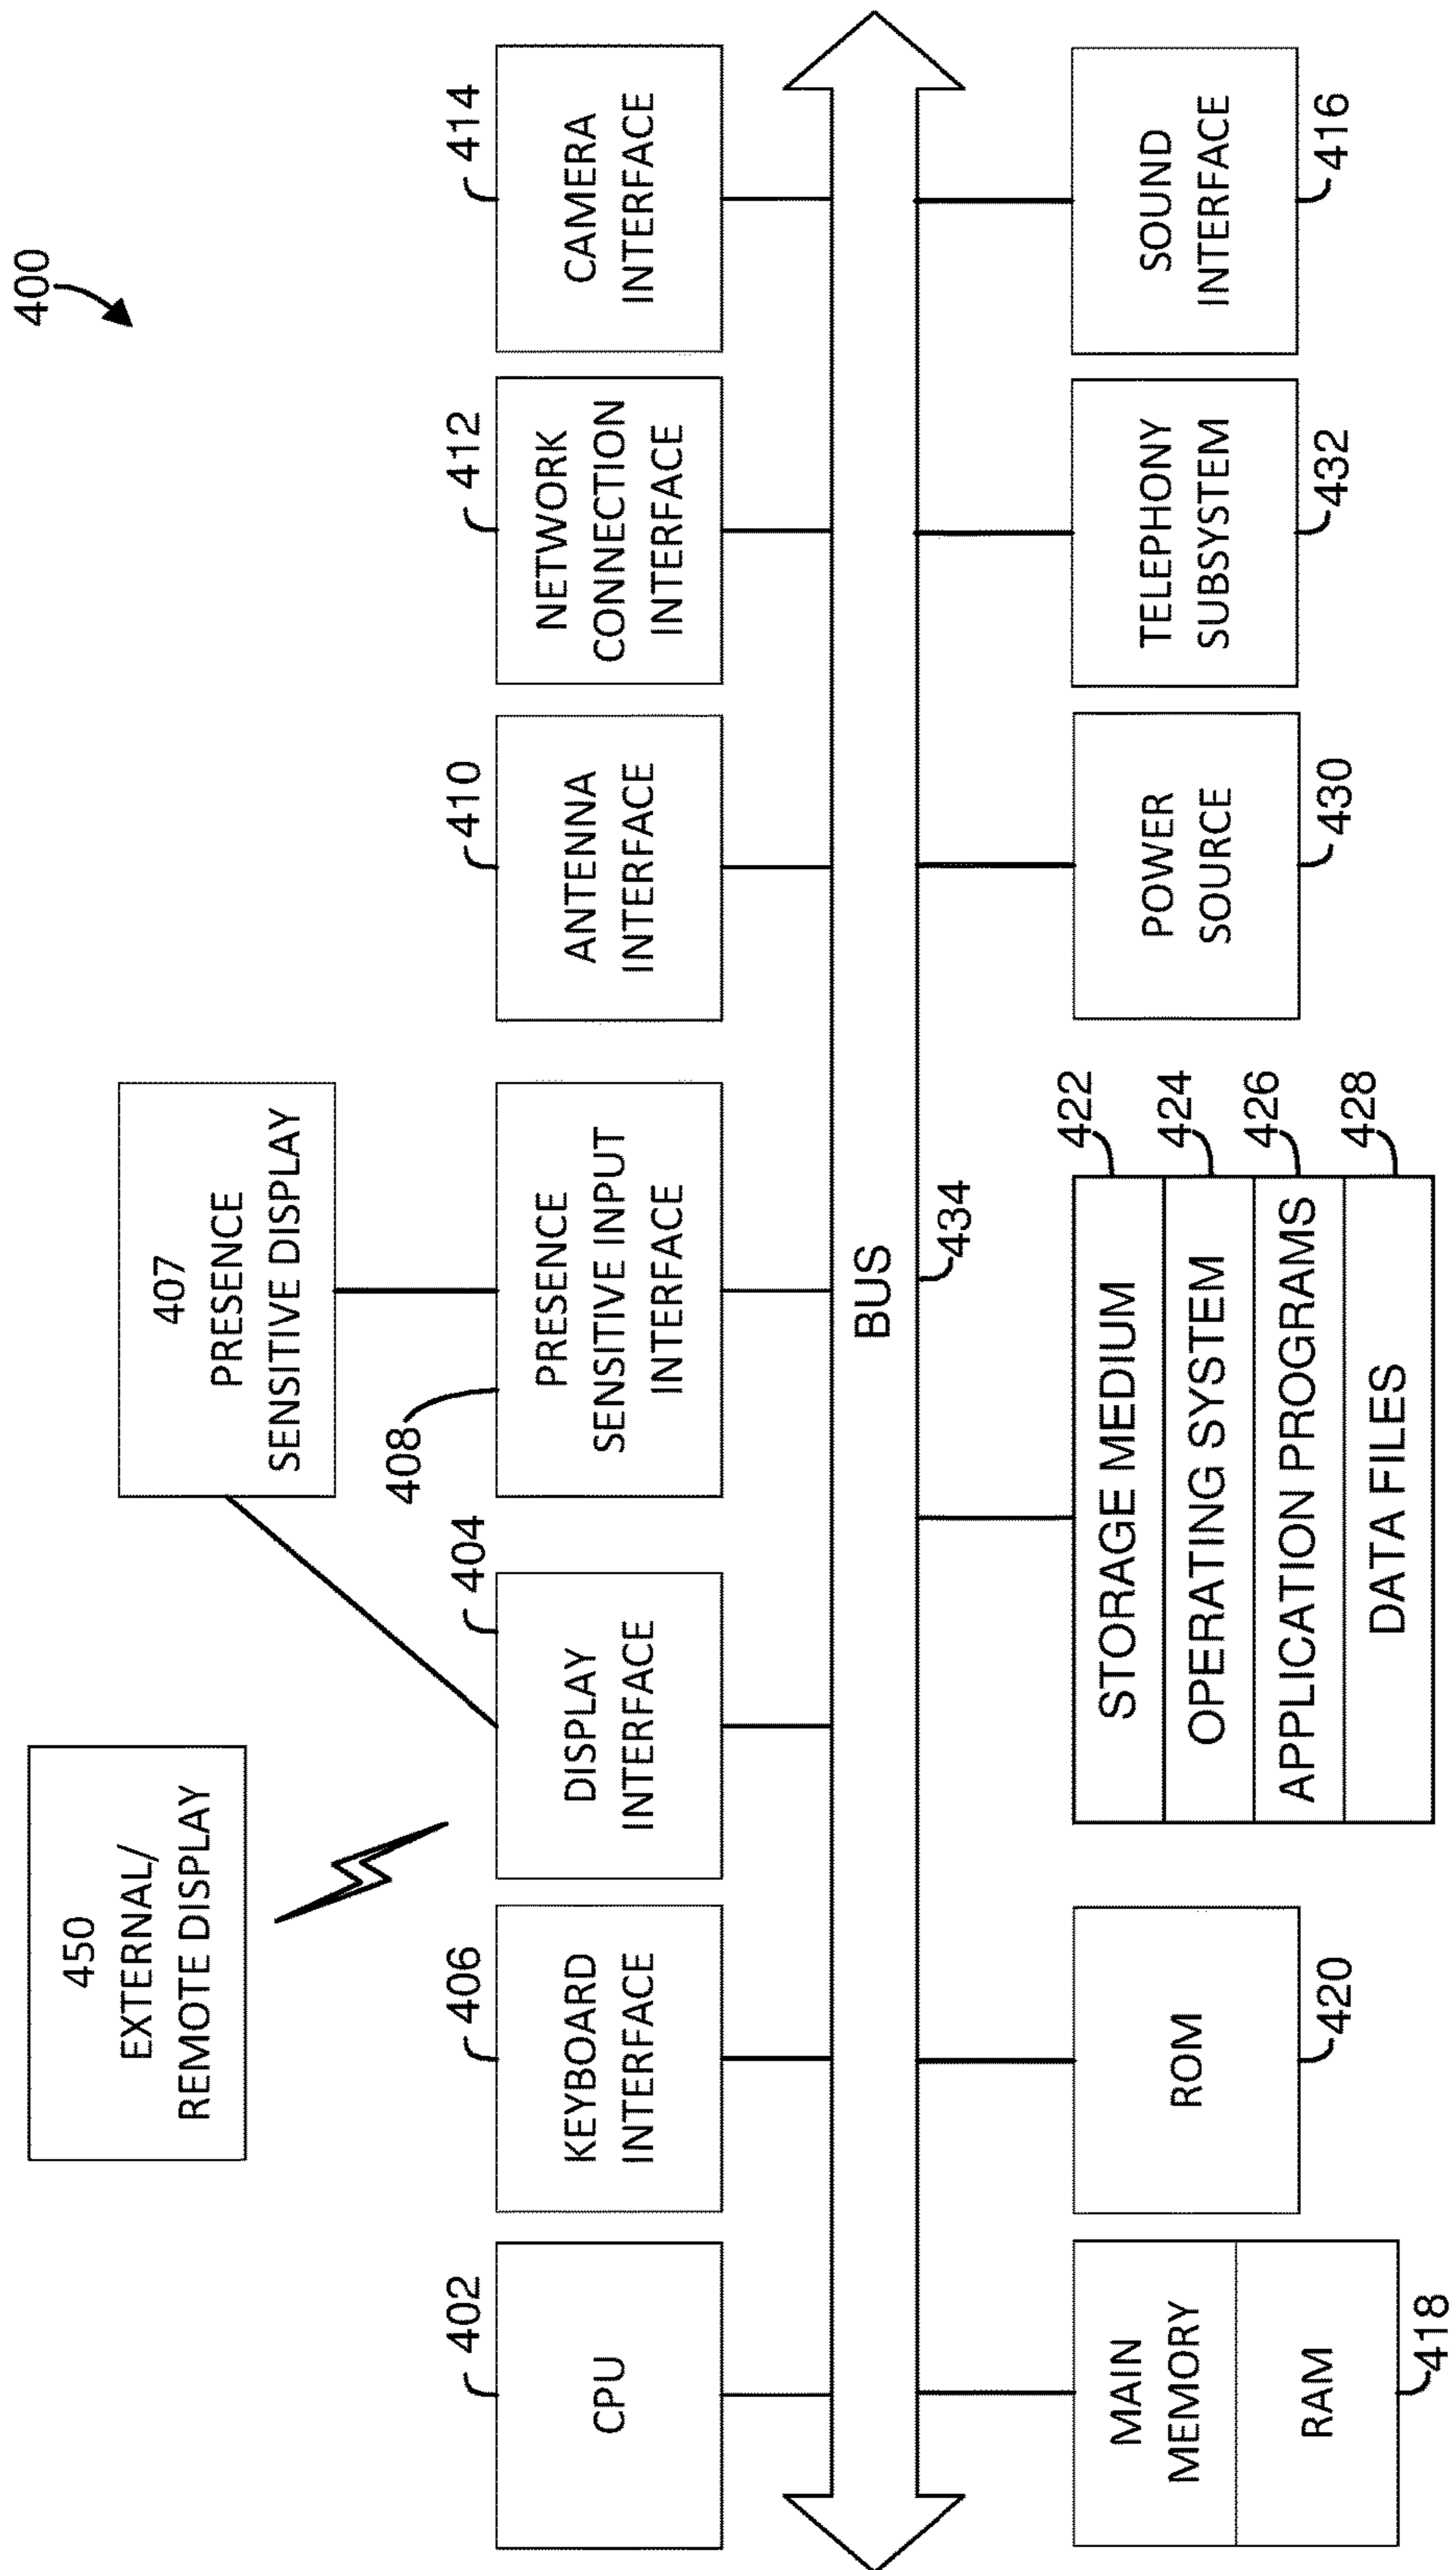 400
450
EXTERNAL/
REMOTE DISPLAY
407
PRESENCE
SENSITIVE DISPLAY
402
CPU
406
KEYBOARD
INTERFACE
404
DISPLAY
INTERFACE
408
PRESENCE
SENSITIVE INPUT
INTERFACE
410
ANTENNA
INTERFACE
412
NETWORK
CONNECTION
INTERFACE
414
CAMERA
INTERFACE
BUS
434
MAIN
MEMORY
RAM
418
ROM
420
STORAGE MEDIUM
422
OPERATING SYSTEM
424
APPLICATION PROGRAMS
426
DATA FILES
428
POWER
SOURCE
430
TELEPHONY
SUBSYSTEM
432
SOUND
INTERFACE
416